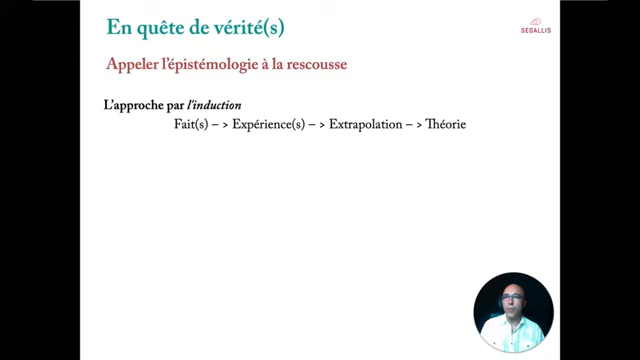 En quête de vérité(s)
SEGALLIS
Appeler l'épistémologie à la rescousse
L'approche par l'induction
Fait(s) – > Expérience(s) – > Extrapolation – > Théorie